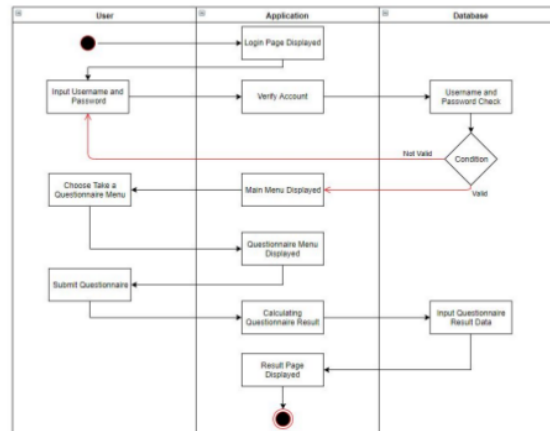 User
Application
Database
Login Page Displayed
Input Username and
Password
Verify Account
Username and
Password Check
Not Valid
Condition
Valid
Choose Take a
Questionnaire Menu
Main Menu Displayed
Questionnaire Menu
Displayed
Submit Questionnaire
Calculating
Questionnaire Result
Input Questionnaire
Result Data
Result Page
Displayed